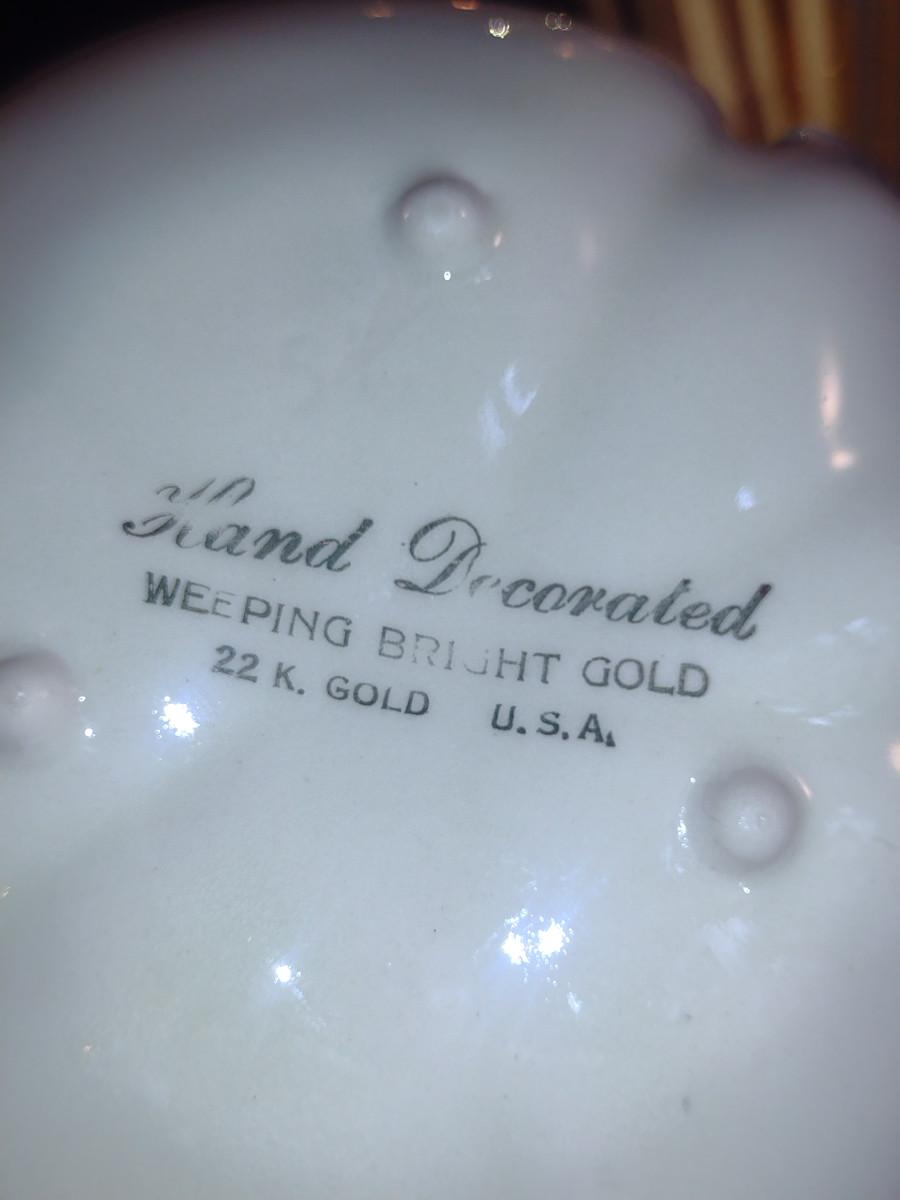 Hand Decorated
WEEPING BRIGHT GOLD
22 K. GOLD U.S.A.